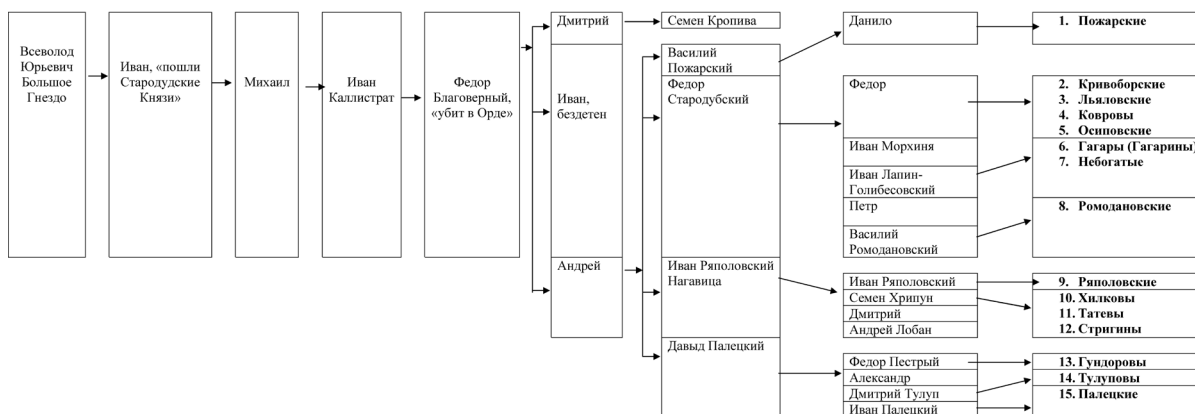 Всеволод
Юрьевич
Большое
Гнездо
Иван, «пошли
Стародудские
Князи»
Михаил
Иван
Каллистрат
Федор
Благоверный,
«убит в Орде»
Дмитрий
Иван,
бездетен
Андрей
Семен Кропива
Василий
Пожарский
Федор
Стародубский
Иван Ряполовский
Нагавица
Давыд Палецкий
Данило
Федор
Иван Морхиня
Иван Лапин-
Голибесовский
Петр
Василий
Ромодановский
Иван Ряполовский
Семен Хрипун
Дмитрий
Андрей Лобан
Федор Пестрый
Александр
Дмитрий Тулуп
Иван Палецкий
1. Пожарские
2. Кривоборские
3. Льяловские
4. Ковровы
5. Осиповские
6. Гагары (Гагарины)
7. Небогатые
8. Ромодановские
9. Ряполовские
10. Хилковы
11. Татевы
12. Стригины
13. Гундоровы
14. Тулуповы
15. Палецкие